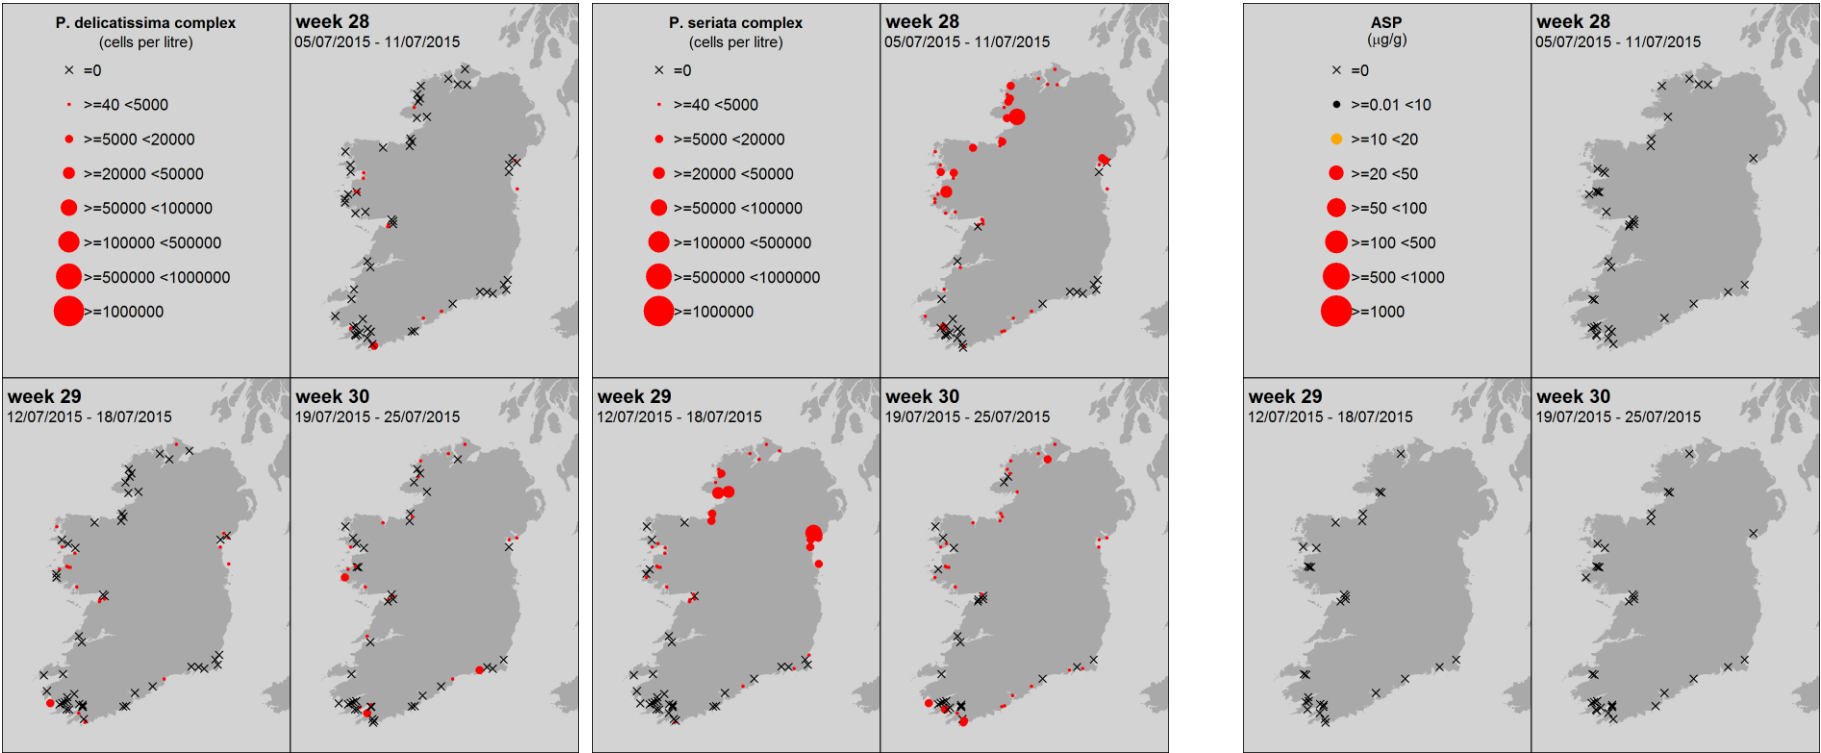 P. delicatissima complex
(cells per litre)
=0
>=40 <5000
>=5000 <20000
>=20000 <50000
>=50000 <100000
>=100000 <500000
>=500000 <1000000
>=1000000
week 28
05/07/2015 - 11/07/2015
week 29
12/07/2015 - 18/07/2015
week 30
19/07/2015 - 25/07/2015
P. seriata complex
(cells per litre)
=0
>=40 <5000
>=5000 <20000
>=20000 <50000
>=50000 <100000
>=100000 <500000
>=500000 <1000000
>=1000000
week 28
05/07/2015 - 11/07/2015
week 29
12/07/2015 - 18/07/2015
week 30
19/07/2015 - 25/07/2015
ASP
(µg/g)
=0
>=0.01 <10
>=10 <20
>=20 <50
>=50 <100
>=100 <500
>=500 <1000
>=1000
week 28
05/07/2015 - 11/07/2015
week 29
12/07/2015 - 18/07/2015
week 30
19/07/2015 - 25/07/2015